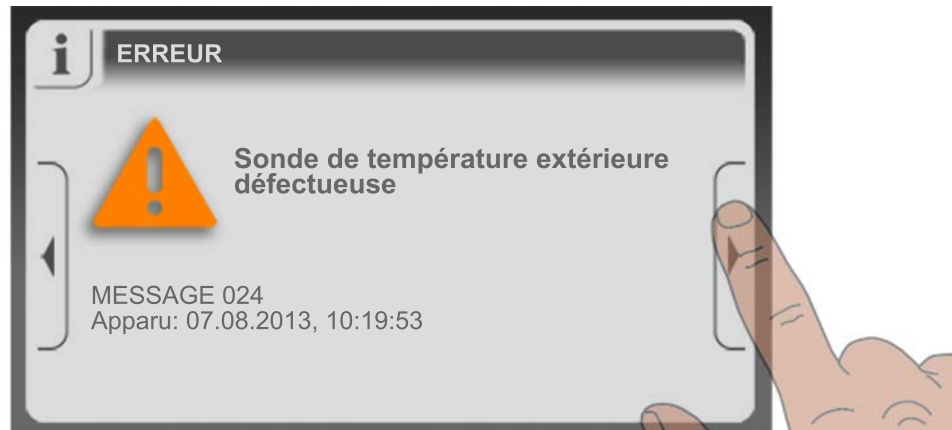 i
ERREUR
Sonde de température extérieure
défectueuse
MESSAGE 024
Apparu: 07.08.2013, 10:19:53